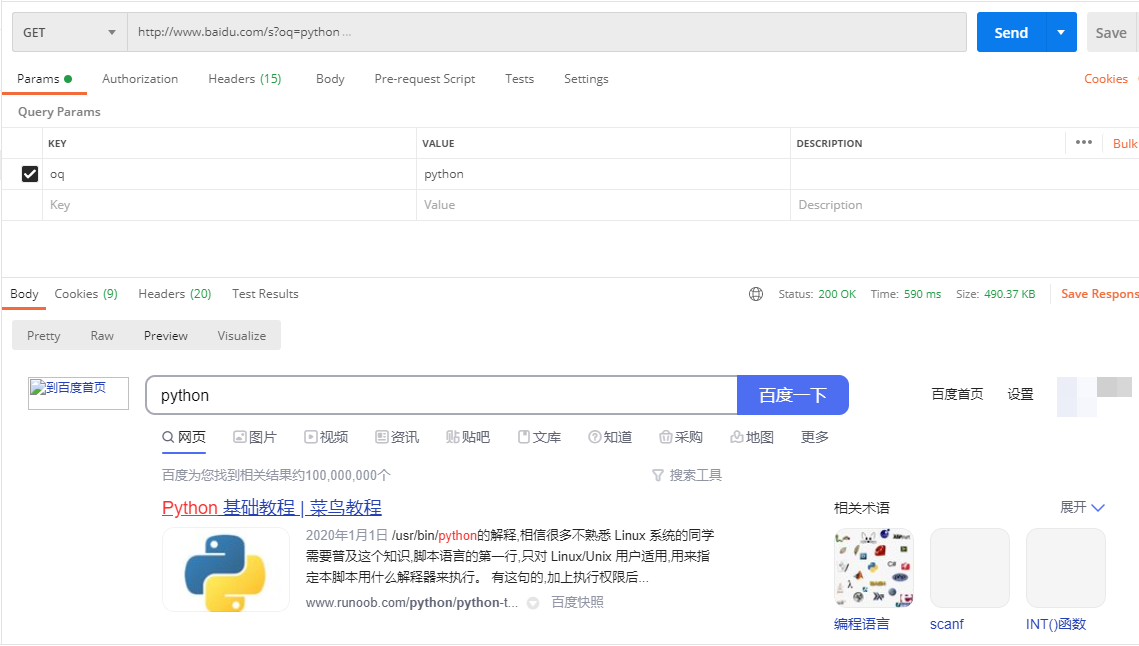 GET http://www.baidu.com/s?oq=python ... Send Save
Params Authorization Headers (15) Body Pre-request Script Tests Settings Cookies
Query Params
KEY VALUE DESCRIPTION ••• Bulk
oq python
Key Value Description
Body Cookies (9) Headers (20) Test Results Status: 200 OK Time: 590 ms Size: 490.37 KB Save Respons
Pretty Raw Preview Visualize
到百度首页 python 百度一下 百度首页 设置
网页 图片 视频 资讯 贴吧 文库 知道 采购 地图 更多
百度为您找到相关结果约100,000,000个 搜索工具
Python 基础教程 | 菜鸟教程
2020年1月1日 /usr/bin/python的解释,相信很多不熟悉 Linux 系统的同学
需要普及这个知识,脚本语言的第一行,只对 Linux/Unix 用户适用,用来指
定本脚本用什么解释器来执行。 有这句的,加上执行权限后...
www.runoob.com/python/python-t... 百度快照
相关术语 展开
编程语言 scanf INT()函数